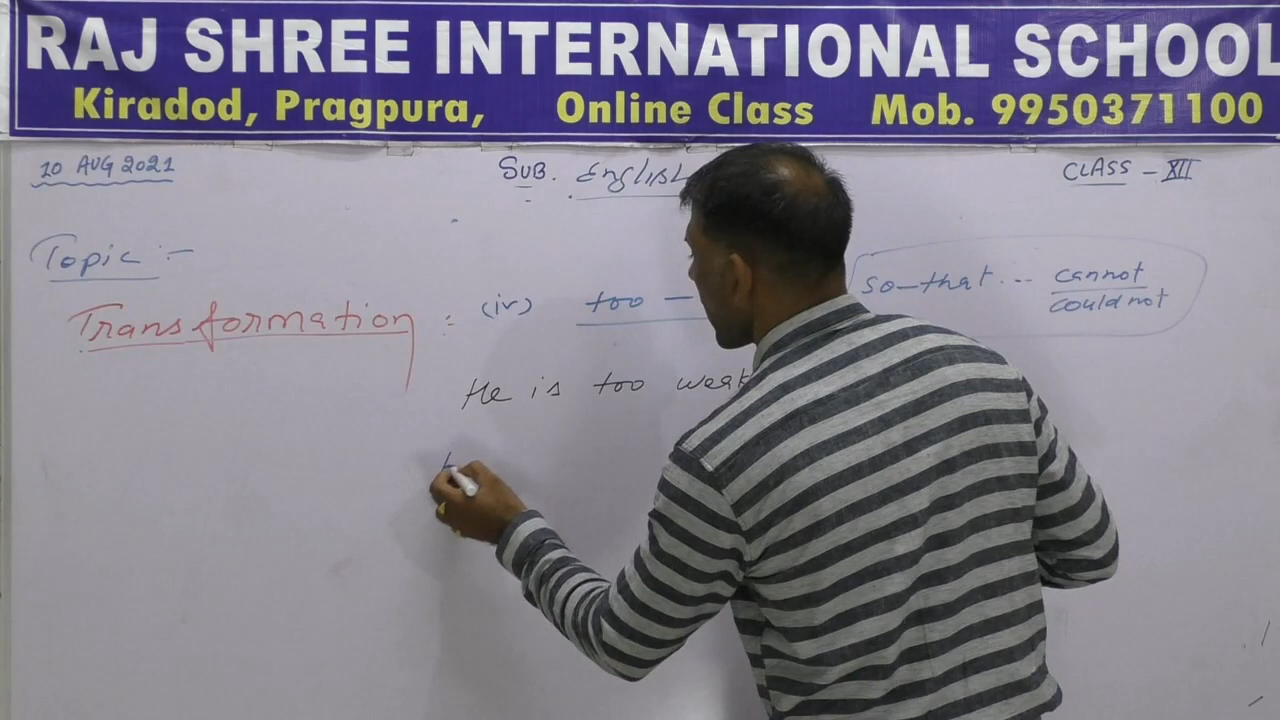 RAJ SHREE INTERNATIONAL SCHOOL
Kiradod, Pragpura, Online Class Mob. 9950371100
10 AUG 2021 SUB. English CLASS - XII
Topic :-
Transformation : (iv) too — so—that... cannot
could not
He is too weak